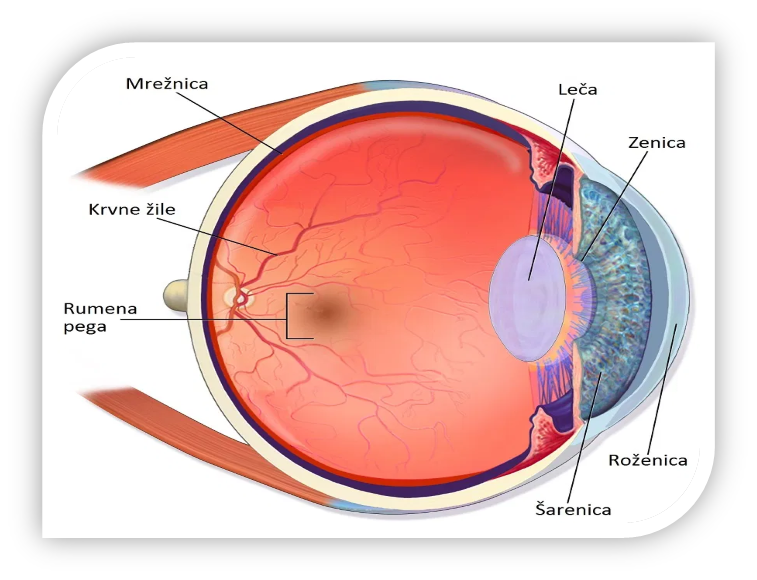 Mrežnica
Leča
Zenica
Krvne žile
Rumena
pega
Roženica
Šarenica